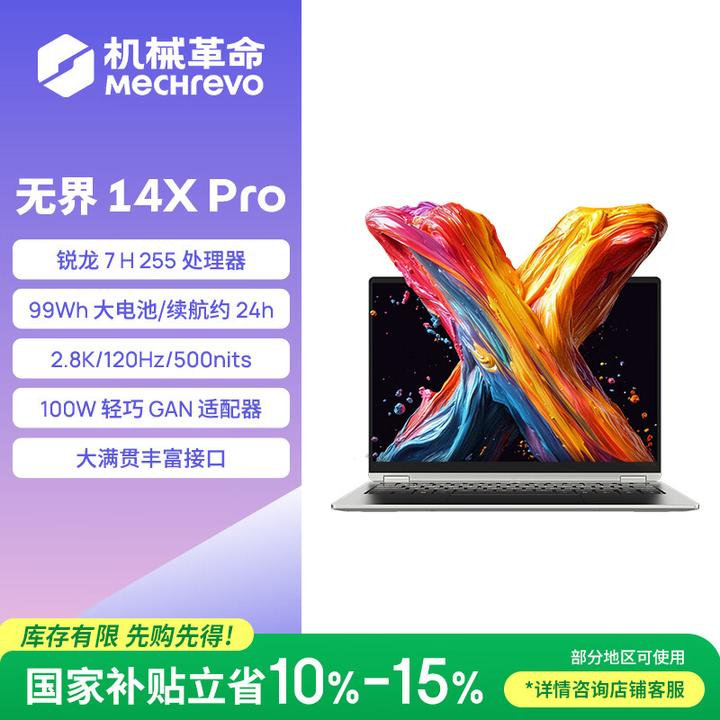 机械革命
MECHREVO
无界 14X Pro
锐龙 7 H 255 处理器
99Wh 大电池/续航约 24h
2.8K/120Hz/500nits
100W 轻巧 GAN 适配器
大满贯丰富接口
库存有限 先购先得!
国家补贴立省10%-15%
部分地区可使用
*详情咨询店铺客服